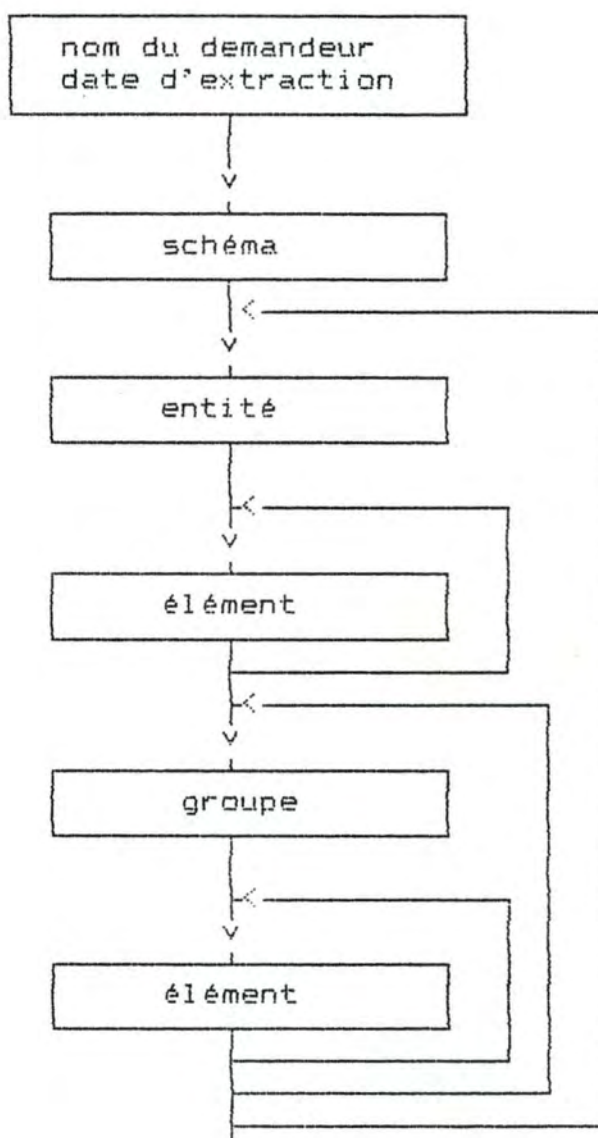 nom du demandeur
date d'extraction
schéma
entité
élément
groupe
élément